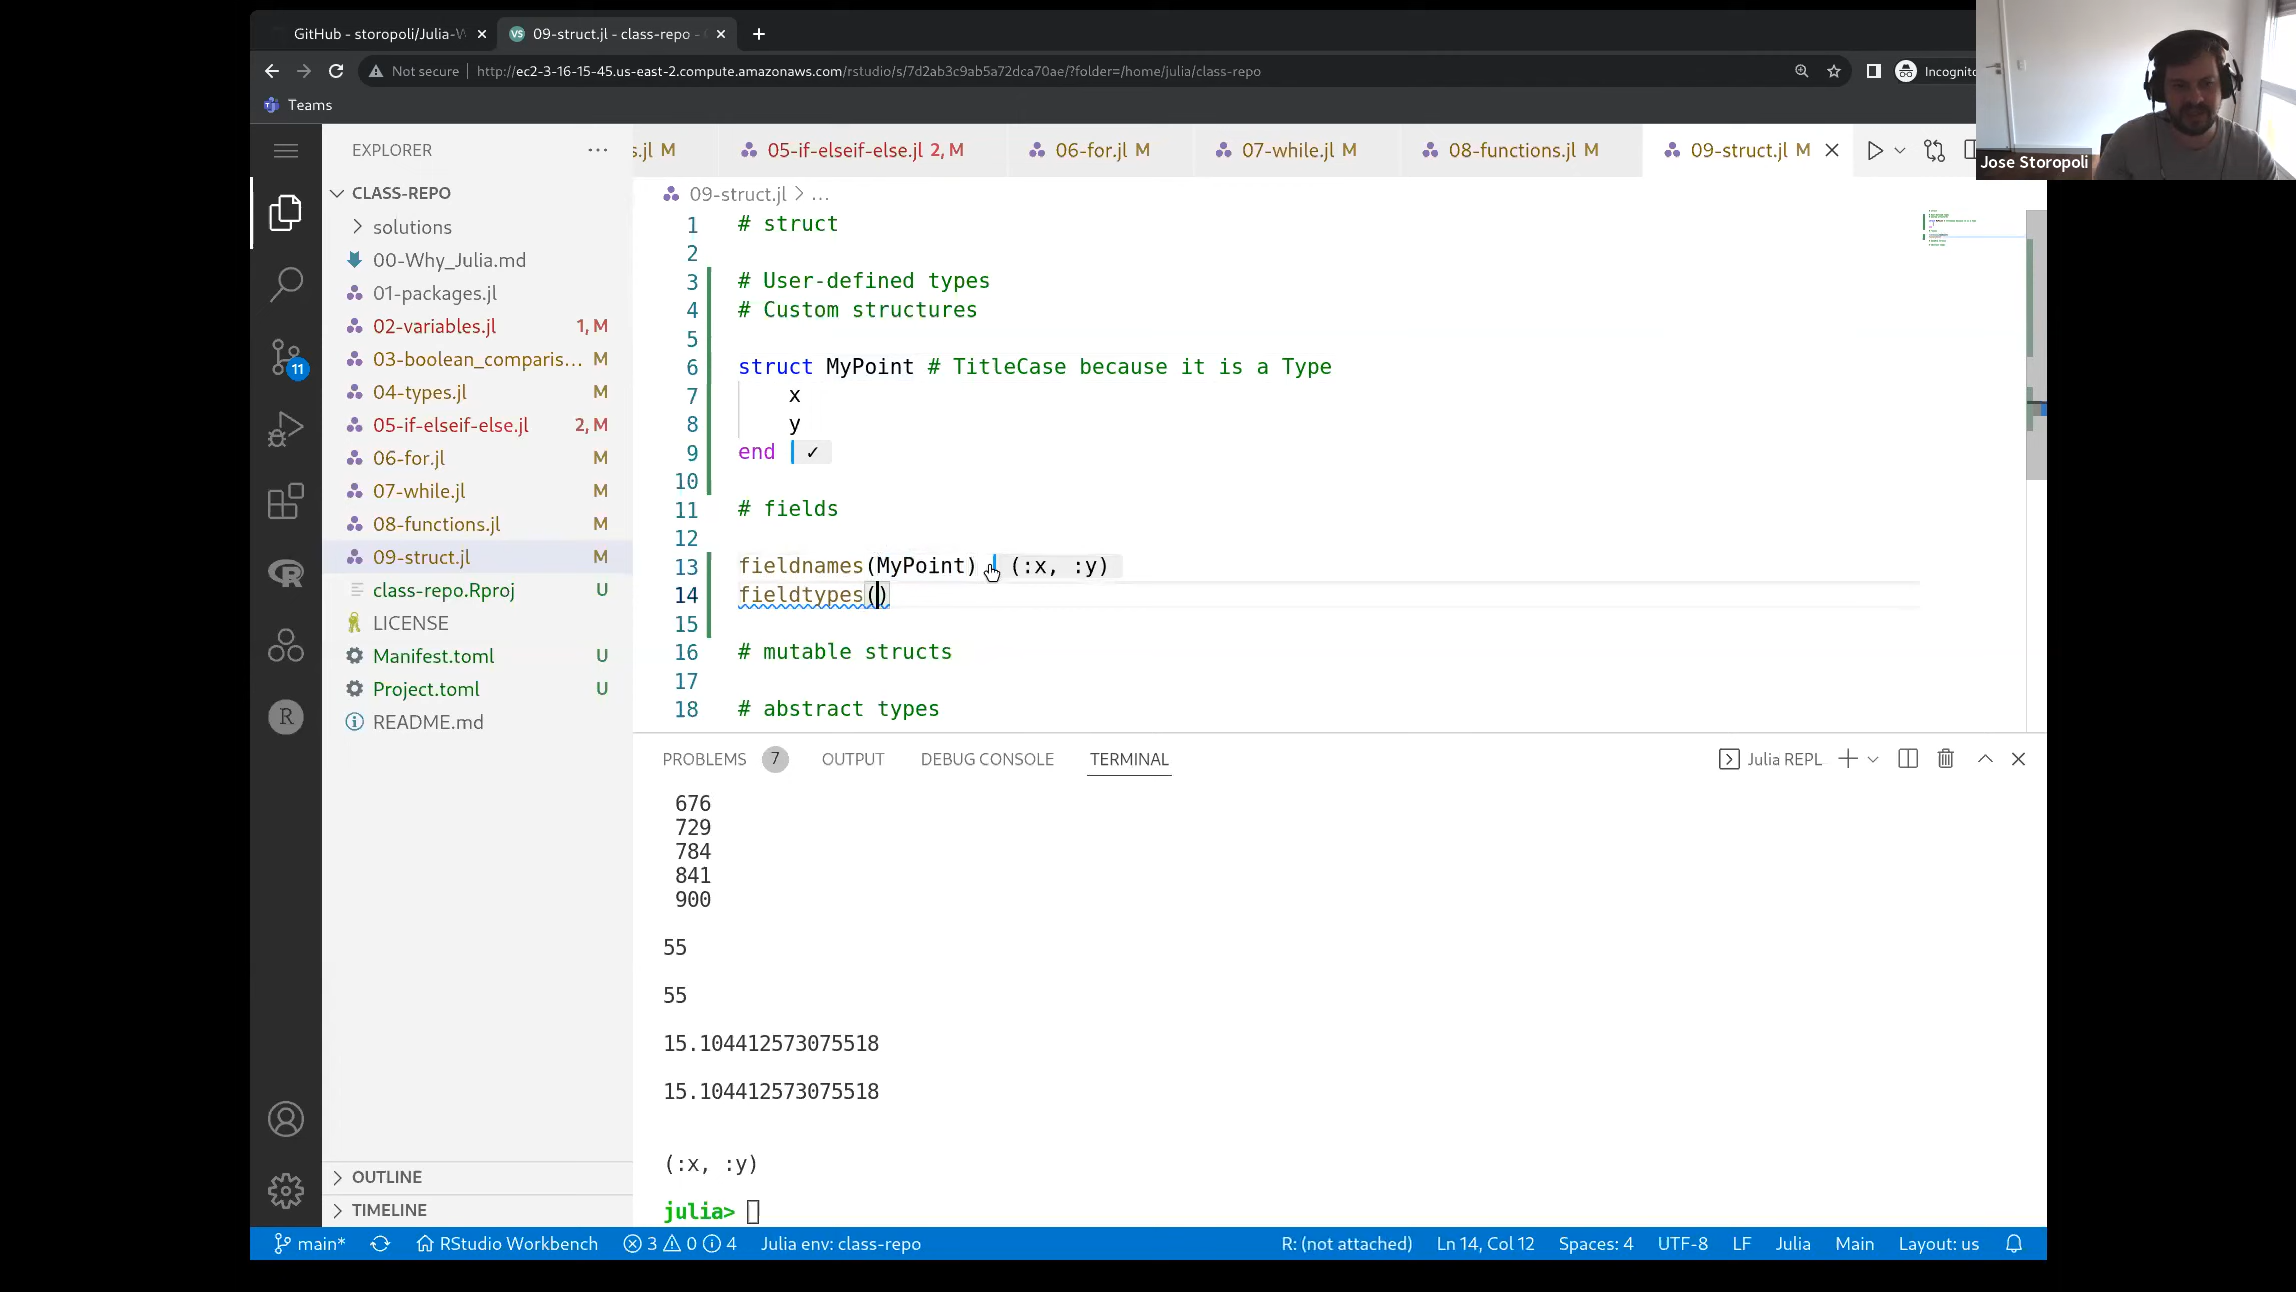 GitHub - storopoli/Julia-W
09-struct.jl - class-repo -
Not secure
http://ec2-3-16-15-45.us-east-2.compute.amazonaws.com/rstudio/s/7d2ab3c9ab5a72dca70ae/?folder=/home/julia/class-repo
Incognito
Teams
Jose Storopoli
EXPLORER
CLASS-REPO
solutions
00-Why_Julia.md
01-packages.jl
02-variables.jl 1, M
03-boolean_comparis... M
04-types.jl M
05-if-elseif-else.jl 2, M
06-for.jl M
07-while.jl M
08-functions.jl M
09-struct.jl M
class-repo.Rproj U
LICENSE
Manifest.toml U
Project.toml U
README.md
OUTLINE
TIMELINE
11
s.jl M
05-if-elseif-else.jl 2, M
06-for.jl M
07-while.jl M
08-functions.jl M
09-struct.jl M
09-struct.jl > ...
1 # struct
2
3 # User-defined types
4 # Custom structures
5
6 struct MyPoint # TitleCase because it is a Type
7 x
8 y
9 end ✓
10
11 # fields
12
13 fieldnames(MyPoint) (:x, :y)
14 fieldtypes()
15
16 # mutable structs
17
18 # abstract types
PROBLEMS 7 OUTPUT DEBUG CONSOLE TERMINAL
Julia REPL
676
729
784
841
900
55
55
15.104412573075518
15.104412573075518
(:x, :y)
julia>
main* RStudio Workbench 3 0 4 Julia env: class-repo R: (not attached) Ln 14, Col 12 Spaces: 4 UTF-8 LF Julia Main Layout: us